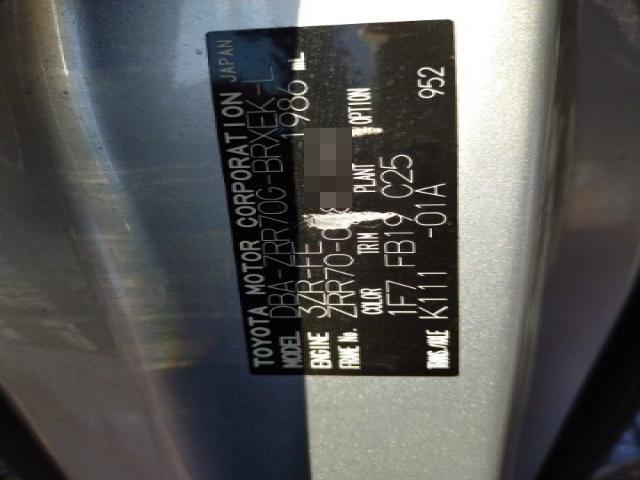 TOYOTA MOTOR CORPORATION JAPAN
MODEL DBA-ZRR70G-BRXEK-L
ENGINE 3ZR-FE 1986 mL
FRAME No. ZRR70-
COLOR TRIM PLANT OPTION
1F7 FB19 C25
TRANS/AXLE K111 -01A 952